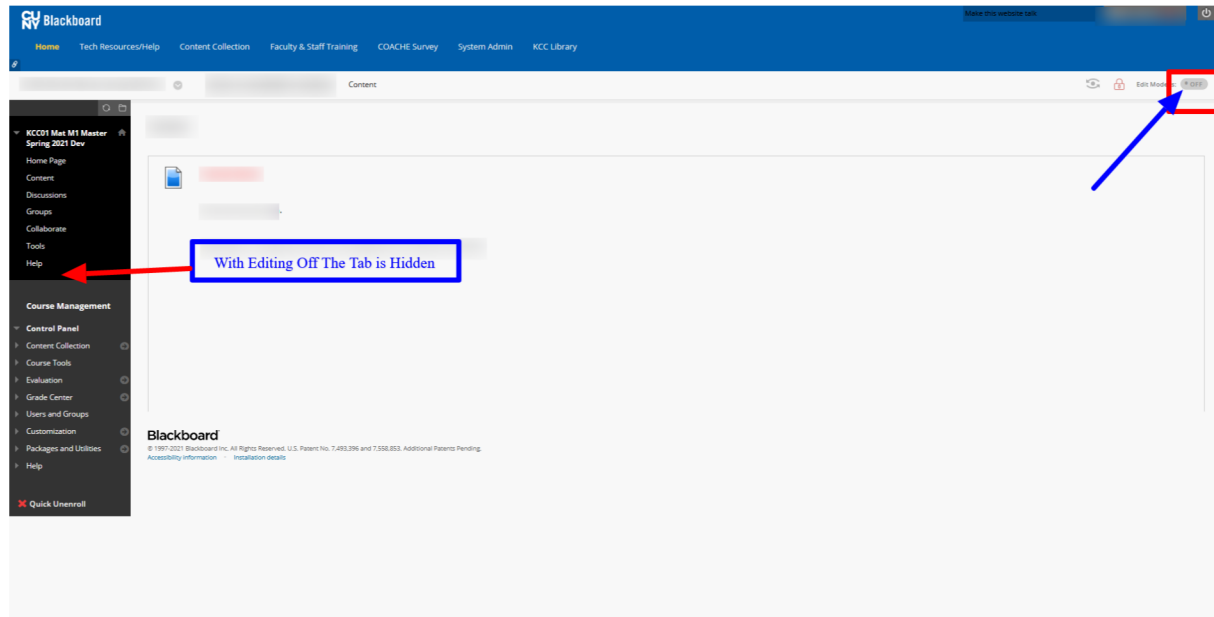 CUNY Blackboard
Make this website talk
Home Tech Resources/Help Content Collection Faculty & Staff Training COACHE Survey System Admin KCC Library
Content
Edit Mode is: OFF
KCC01 Mat M1 Master
Spring 2021 Dev
Home Page
Content
Discussions
Groups
Collaborate
Tools
Help
With Editing Off The Tab is Hidden
Course Management
Control Panel
Content Collection
Course Tools
Evaluation
Grade Center
Users and Groups
Customization
Packages and Utilities
Help
Quick Unenroll
Blackboard
© 1997-2021 Blackboard Inc. All Rights Reserved. U.S. Patent No. 7,493,396 and 7,558,853. Additional Patents Pending.
Accessibility information · Installation details